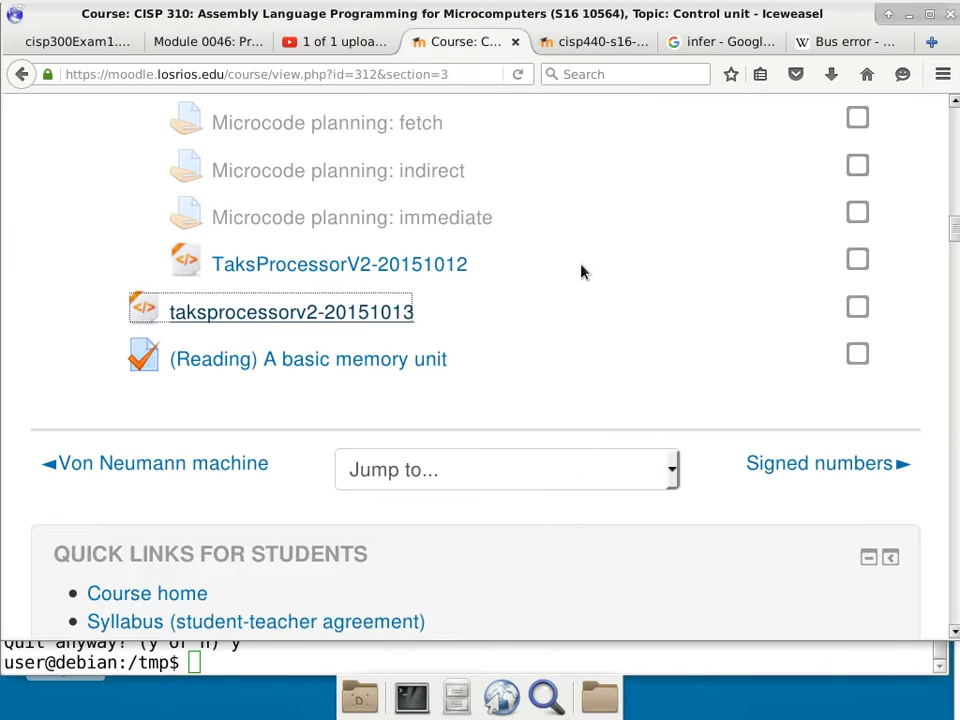 Course: CISP 310: Assembly Language Programming for Microcomputers (S16 10564), Topic: Control unit - Iceweasel
cisp300Exam1....
Module 0046: Pr...
1 of 1 uploa...
Course: C...
cisp440-s16-...
infer - Googl...
Bus error - ...
https://moodle.losrios.edu/course/view.php?id=312&section=3
Search
Microcode planning: fetch
Microcode planning: indirect
Microcode planning: immediate
TaksProcessorV2-20151012
taksprocessorv2-20151013
(Reading) A basic memory unit
◄Von Neumann machine
Jump to...
Signed numbers►
QUICK LINKS FOR STUDENTS
• Course home
• Syllabus (student-teacher agreement)
Quit anyway? (y or n) y
user@debian:/tmp$